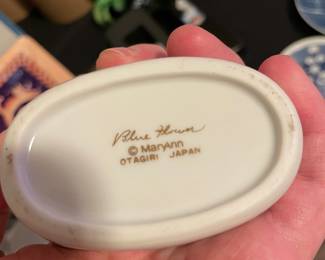 Blue Flower
© MaryAnn
OTAGIRI JAPAN